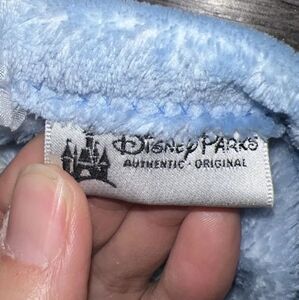 Disney Parks
AUTHENTIC · ORIGINAL